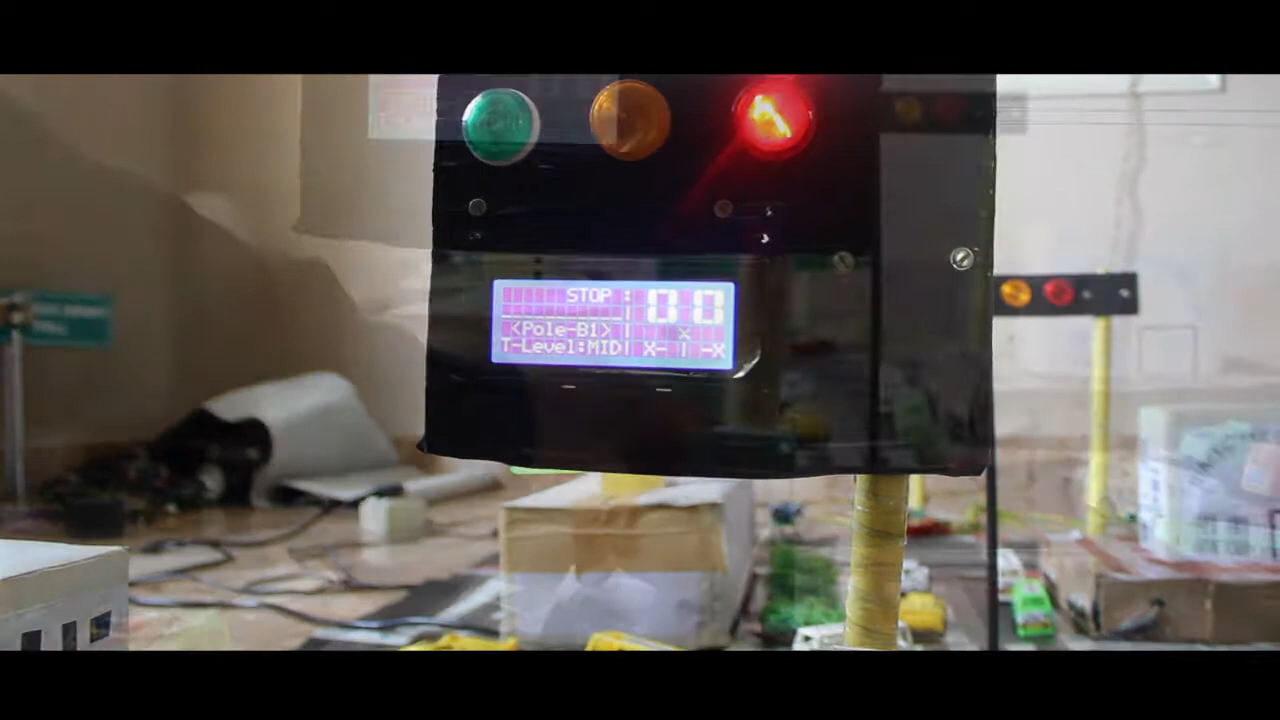 STOP : 00
<Pole-B1> | x
T-Level:MID| X- | -X